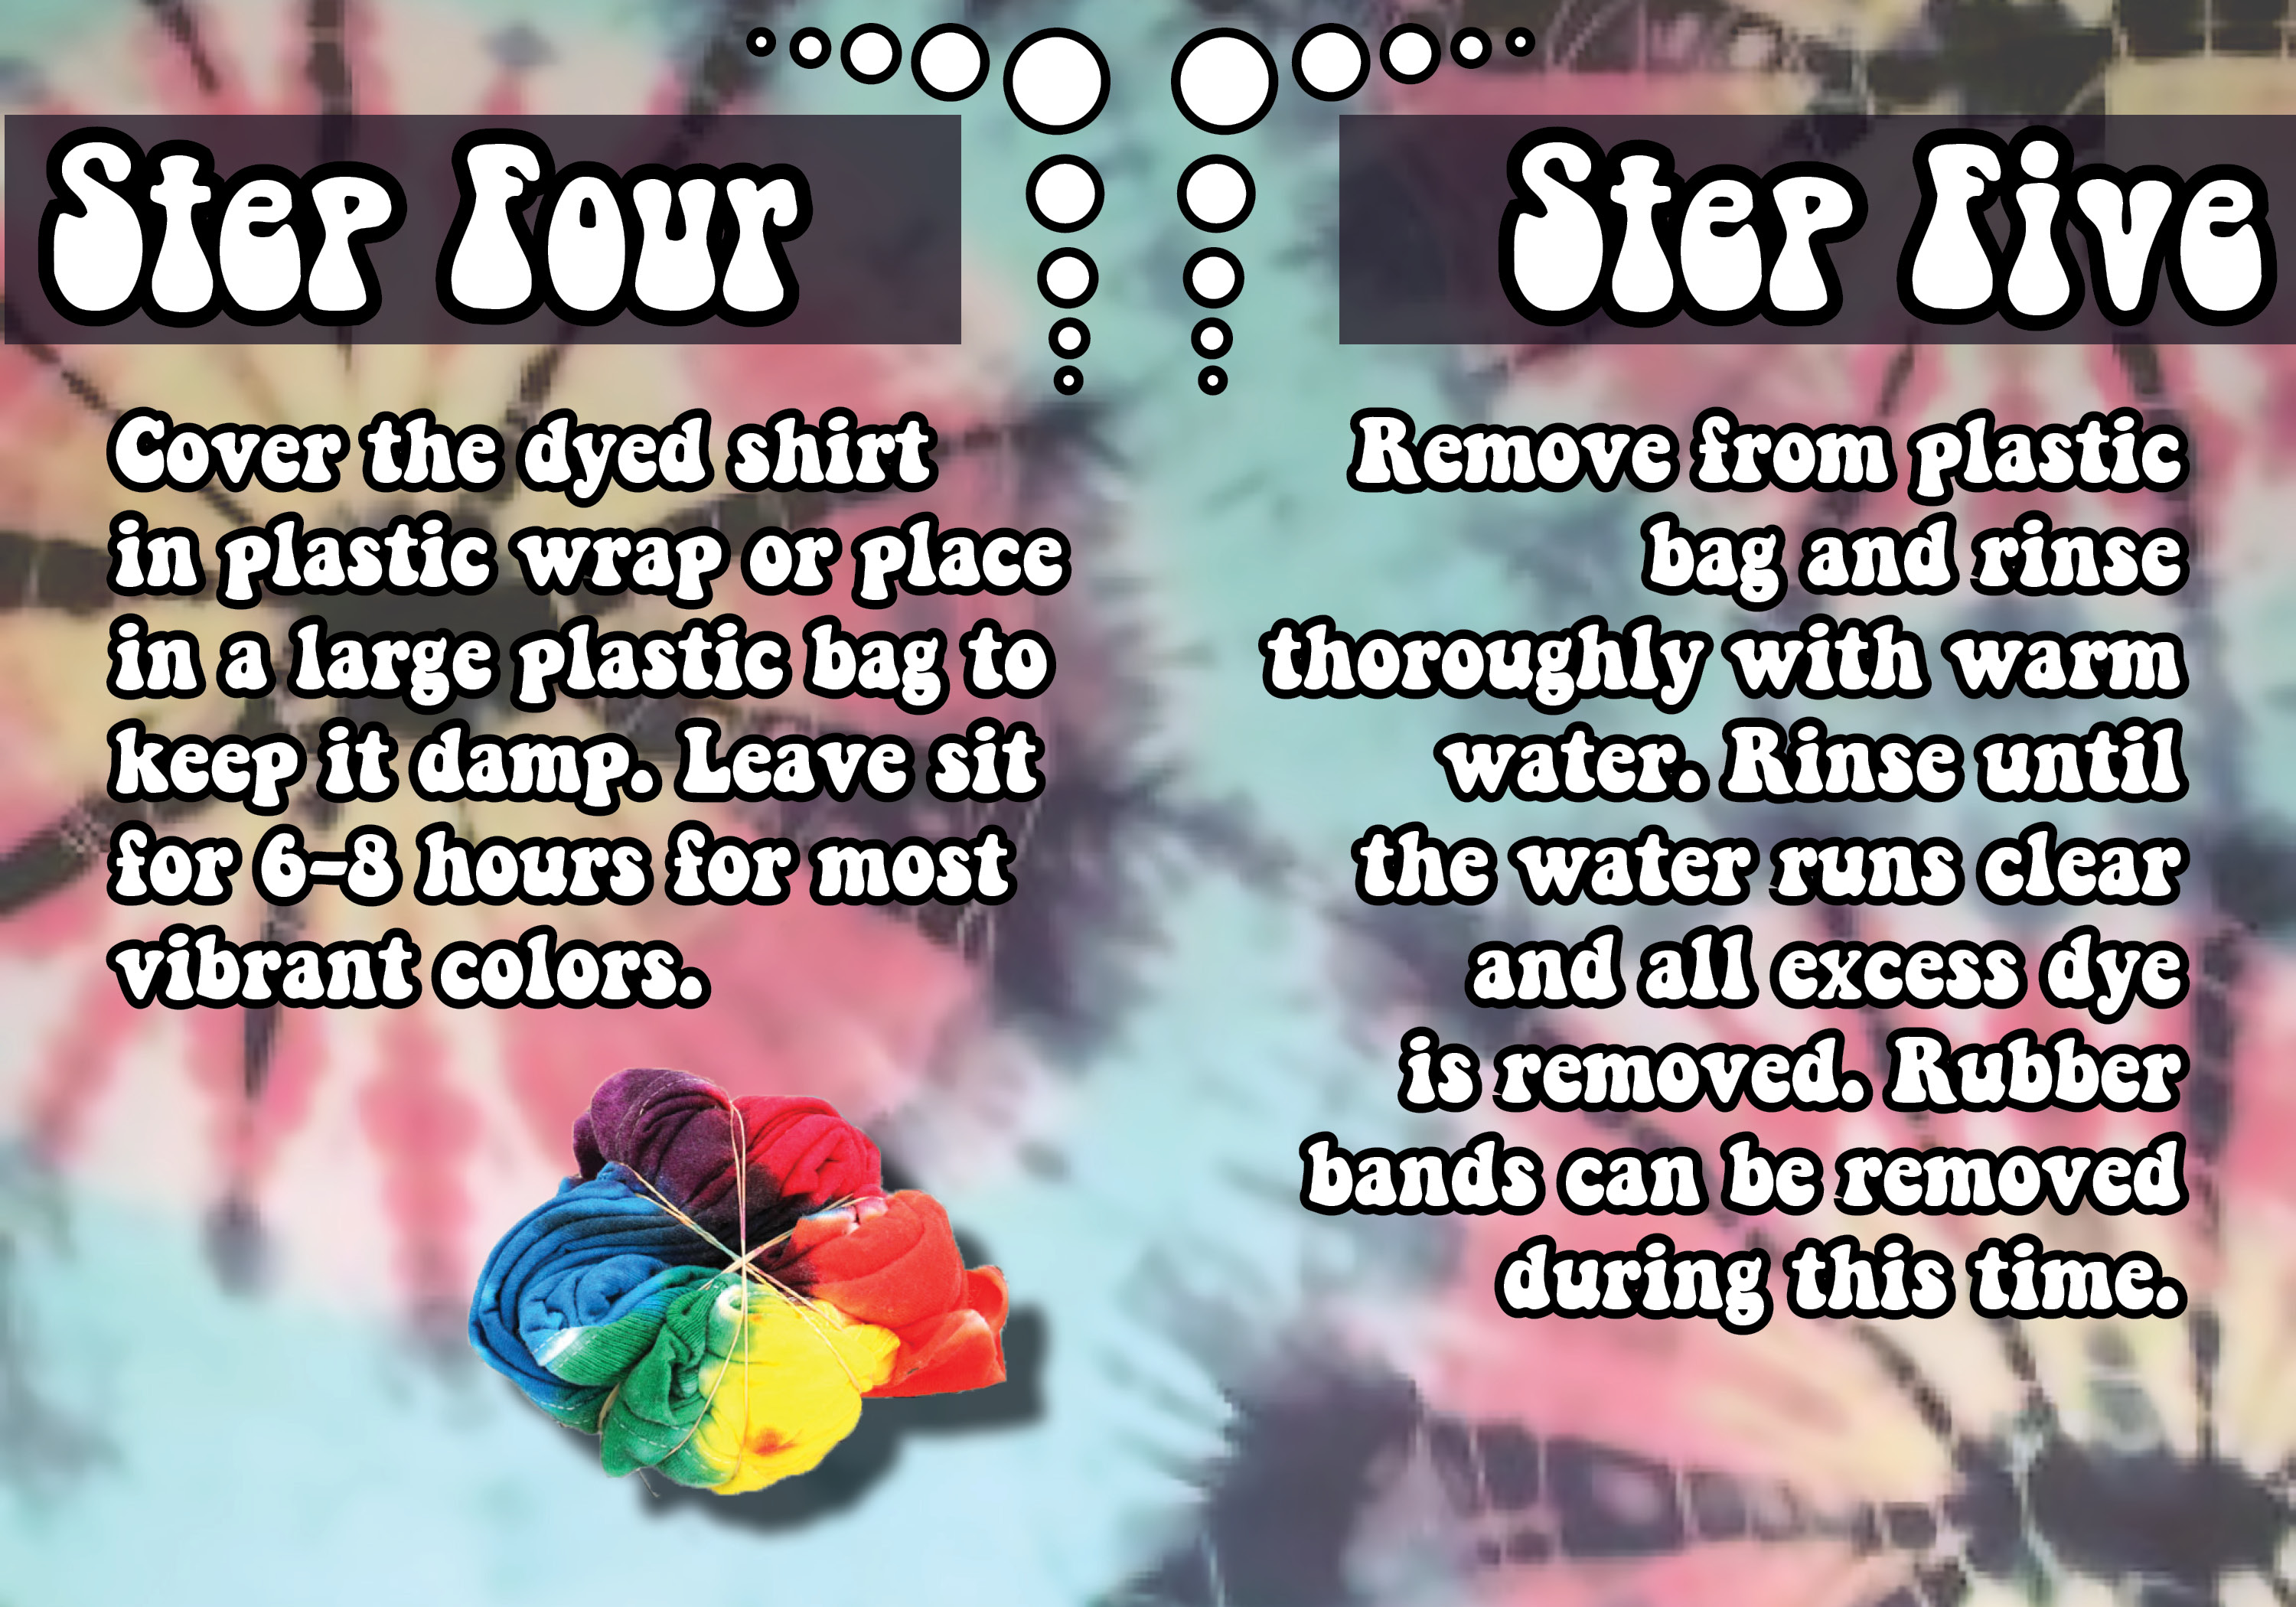 Step Four
Cover the dyed shirt
in plastic wrap or place
in a large plastic bag to
keep it damp. Leave sit
for 6-8 hours for most
vibrant colors.
Step Five
Remove from plastic
bag and rinse
thoroughly with warm
water. Rinse until
the water runs clear
and all excess dye
is removed. Rubber
bands can be removed
during this time.